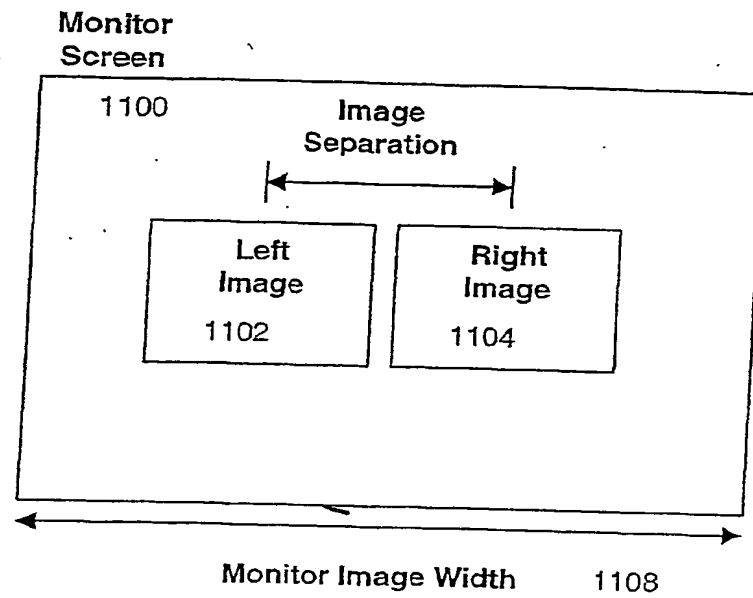 Monitor
Screen
1100
Image
Separation
Left
Image
1102
Right
Image
1104
Monitor Image Width 1108